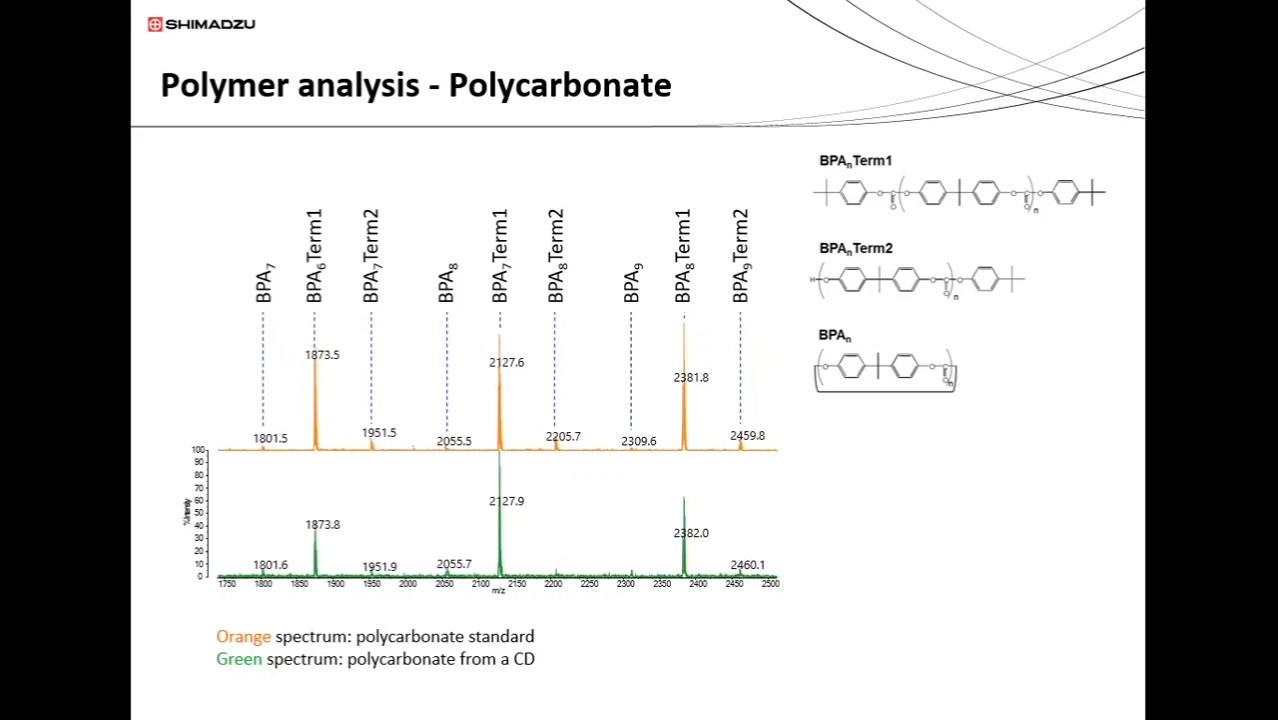 SHIMADZU
Polymer analysis - Polycarbonate
BPAnTerm1
BPAnTerm2
BPAn
BPA7
BPA6Term1
BPA7Term2
BPA8
BPA7Term1
BPA8Term2
BPA9
BPA8Term1
BPA9Term2
1801.5
1873.5
1951.5
2055.5
2127.6
2205.7
2309.6
2381.8
2459.8
1801.6
1873.8
1951.9
2055.7
2127.9
2382.0
2460.1
100
90
80
70
60
50
40
30
20
10
0
%Intensity
1750 1800 1850 1900 1950 2000 2050 2100 2150 2200 2250 2300 2350 2400 2450 2500
m/z
Orange spectrum: polycarbonate standard
Green spectrum: polycarbonate from a CD